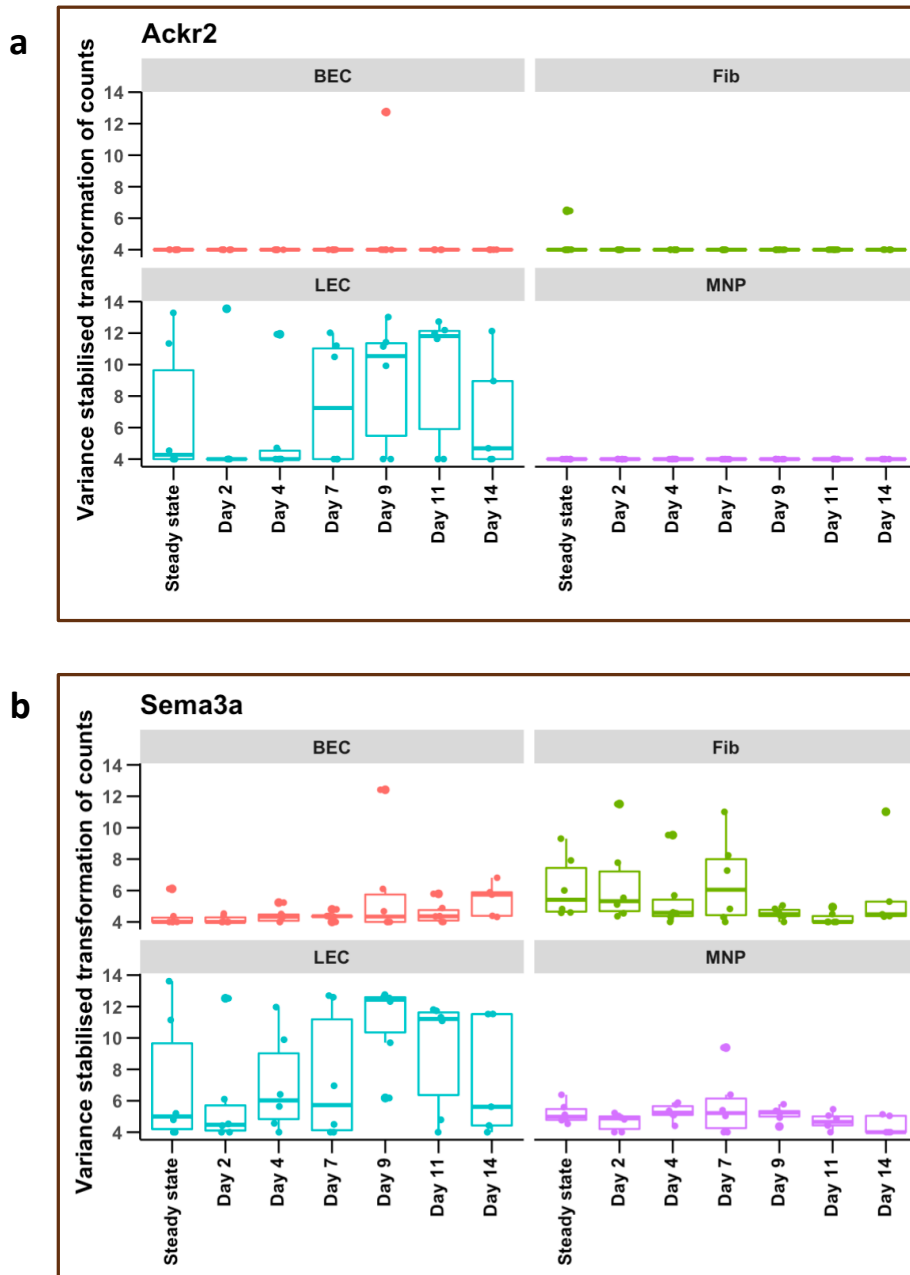 a
Ackr2
Variance stabilised transformation of counts
BEC
Fib
14
12
10
8
6
4
LEC
MNP
14
12
10
8
6
4
Steady state
Day 2
Day 4
Day 7
Day 9
Day 11
Day 14
Steady state
Day 2
Day 4
Day 7
Day 9
Day 11
Day 14
b
Sema3a
Variance stabilised transformation of counts
BEC
Fib
14
12
10
8
6
4
LEC
MNP
14
12
10
8
6
4
Steady state
Day 2
Day 4
Day 7
Day 9
Day 11
Day 14
Steady state
Day 2
Day 4
Day 7
Day 9
Day 11
Day 14